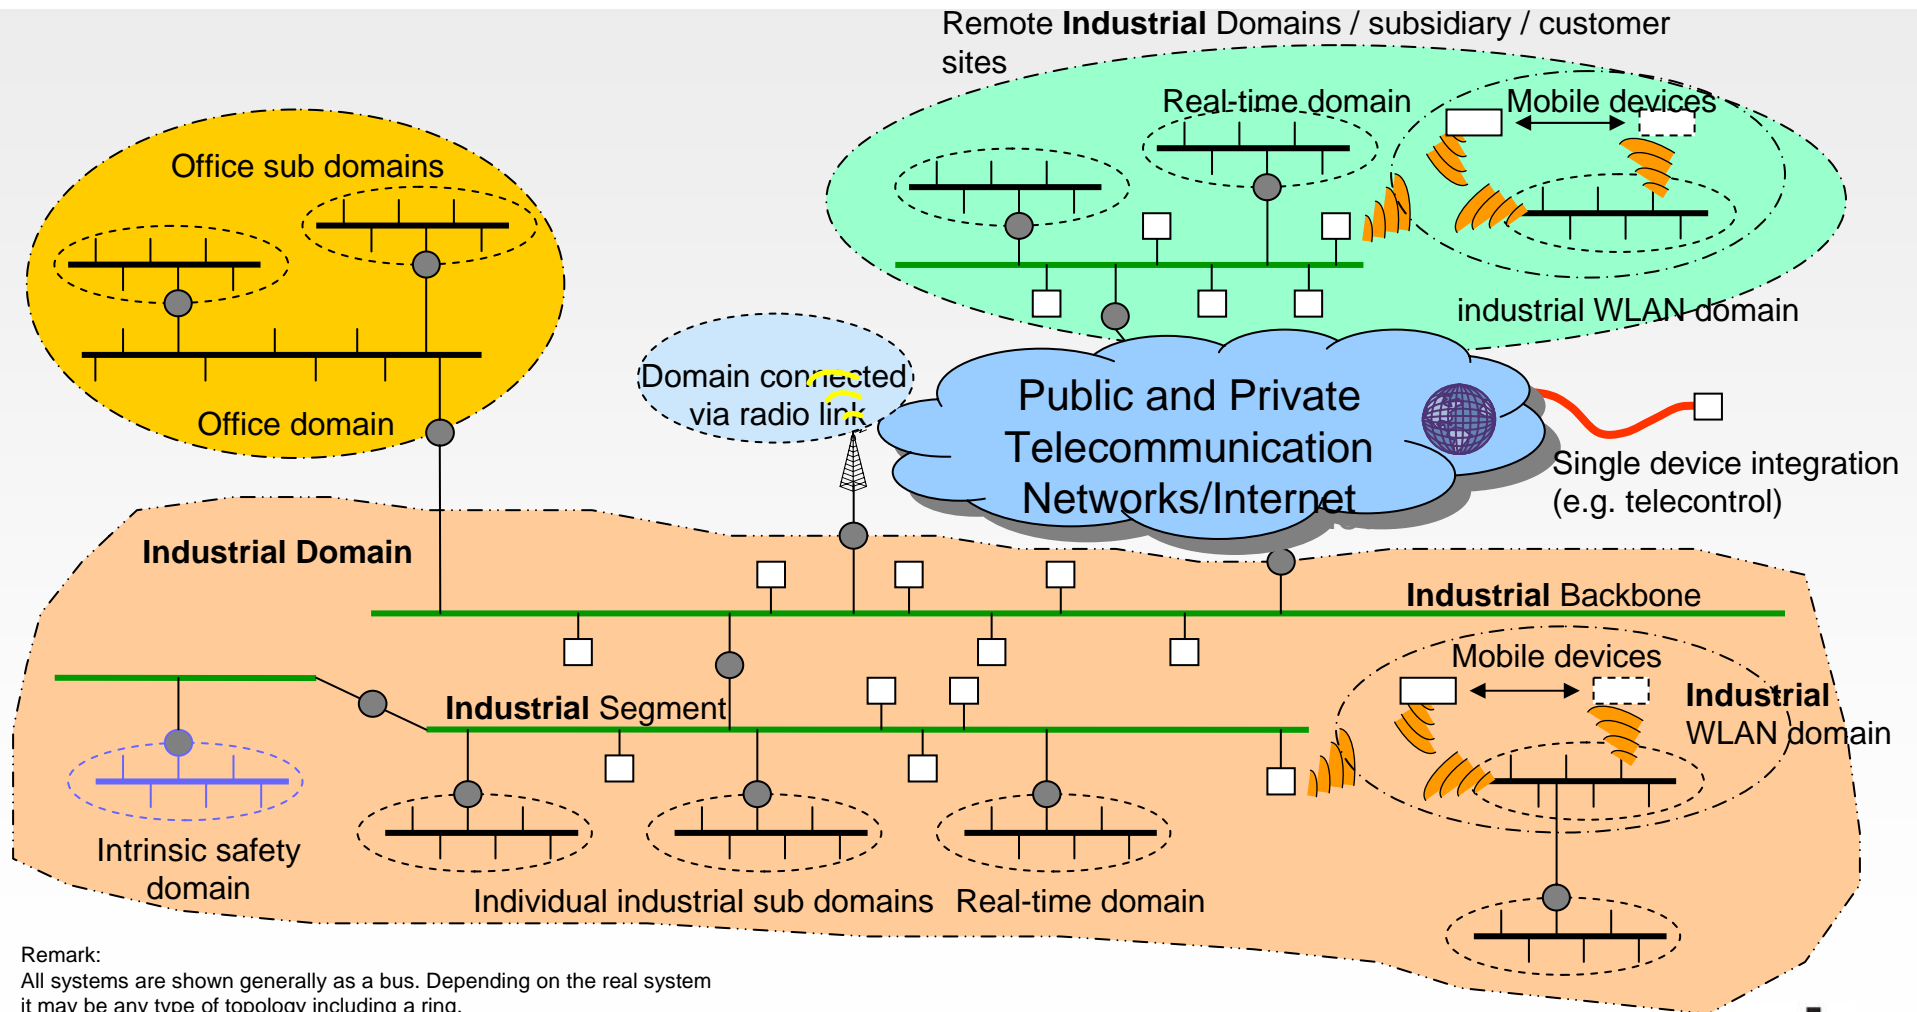 Remote Industrial Domains / subsidiary / customer
sites
Real-time domain
Mobile devices
Office sub domains
industrial WLAN domain
Domain connected
via radio link
Public and Private
Telecommunication
Networks/Internet
Office domain
Single device integration
(e.g. telecontrol)
Industrial Domain
Industrial Backbone
Mobile devices
Industrial Segment
Industrial
WLAN domain
Intrinsic safety
domain
Individual industrial sub domains
Real-time domain
Remark:
All systems are shown generally as a bus. Depending on the real system
it may be any type of topology including a ring.